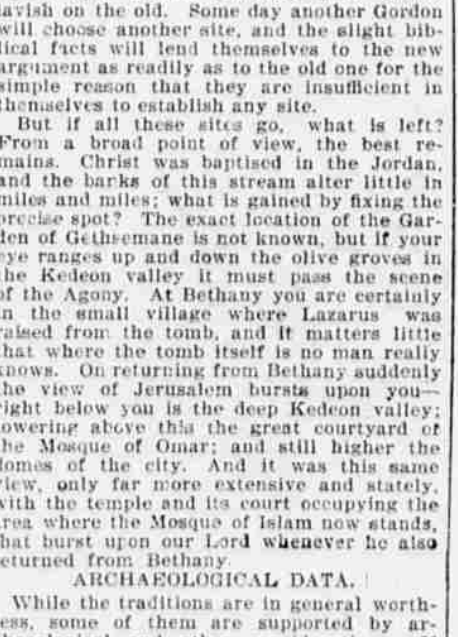 lavish on the old. Some day another Gordon
will choose another site, and the slight bib-
lical facts will lend themselves to the new
argument as readily as to the old one for the
simple reason that they are insufficient in
themselves to establish any site.
But if all these sites go, what is left?
From a broad point of view, the best re-
mains. Christ was baptised in the Jordan,
and the barks of this stream alter little in
miles and miles; what is gained by fixing the
precise spot? The exact location of the Gar-
den of Gethsemane is not known, but if your
eye ranges up and down the olive groves in
the Kedeon valley it must pass the scene
of the Agony. At Bethany you are certainly
in the small village where Lazarus was
raised from the tomb, and it matters little
that where the tomb itself is no man really
knows. On returning from Bethany suddenly
the view of Jerusalem bursts upon you—
right below you is the deep Kedeon valley;
towering above this the great courtyard of
the Mosque of Omar; and still higher the
domes of the city. And it was this same
view, only far more extensive and stately,
with the temple and its court occupying the
area where the Mosque of Islam now stands,
that burst upon our Lord whenever he also
returned from Bethany
ARCHAEOLOGICAL DATA.
While the traditions are in general worth-
less, some of them are supported by ar-